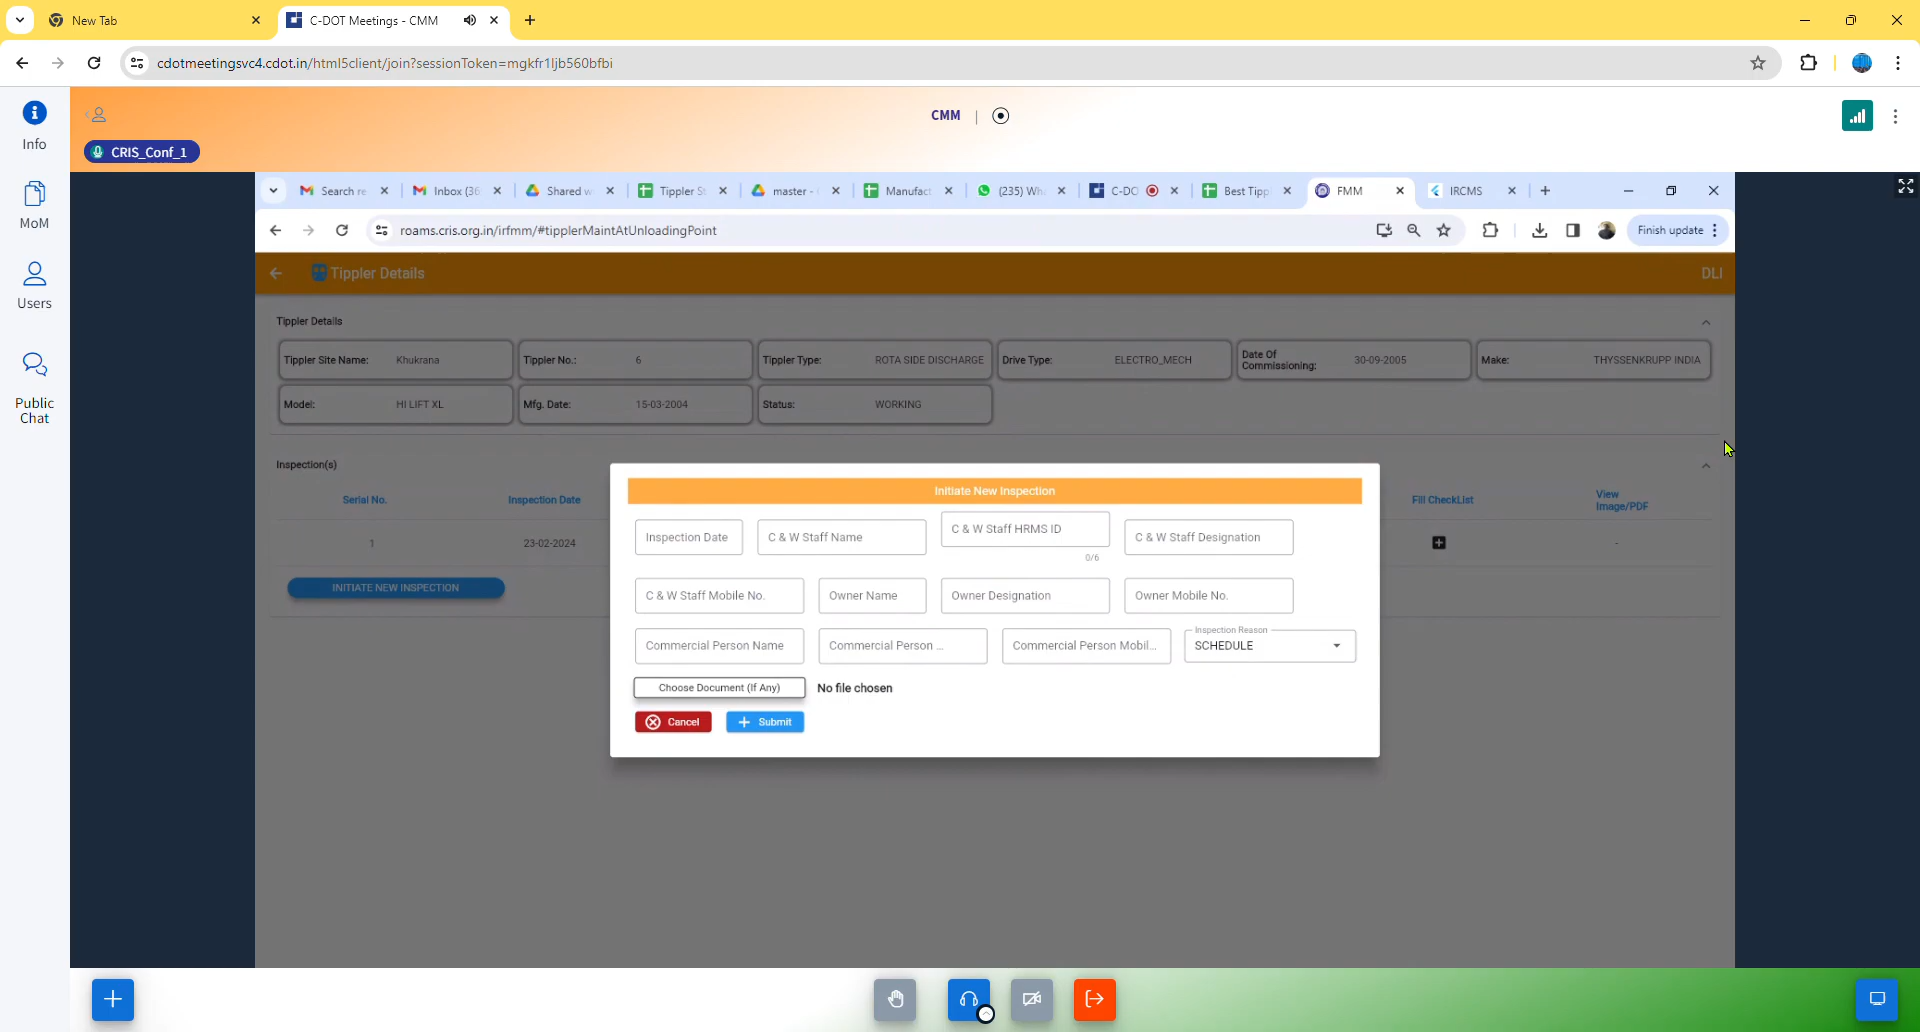 New Tab
C-DOT Meetings - CMM
cdotmeetingsvc4.cdot.in/html5client/join?sessionToken=mgkfr1ljb560bfbi
Info
MoM
Users
Public
Chat
CMM
CRIS_Conf_1
Search re
Inbox (36
Shared w
Tippler S
master -
Manufact
(235) Wh
C-DO
Best Tipp
FMM
IRCMS
roams.cris.org.in/irfmm/#tipplerMaintAtUnloadingPoint
Finish update
Tippler Details
DLI
Tippler Details
Tippler Site Name: Khukrana
Tippler No.: 6
Tippler Type: ROTA SIDE DISCHARGE
Drive Type: ELECTRO_MECH
Date Of
Commissioning: 30-09-2005
Make: THYSSENKRUPP INDIA
Model: HI LIFT XL
Mfg. Date: 15-03-2004
Status: WORKING
Inspection(s)
Serial No.
Inspection Date
Fill CheckList
View
Image/PDF
1
23-02-2024
-
INITIATE NEW INSPECTION
Initiate New Inspection
Inspection Date
C & W Staff Name
C & W Staff HRMS ID
0/6
C & W Staff Designation
C & W Staff Mobile No.
Owner Name
Owner Designation
Owner Mobile No.
Commercial Person Name
Commercial Person ...
Commercial Person Mobil...
Inspection Reason
SCHEDULE
Choose Document (If Any)
No file chosen
Cancel
Submit